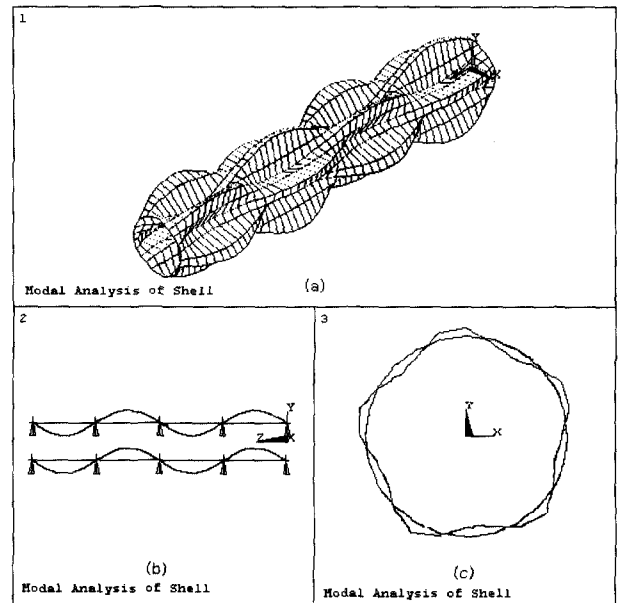 1
Y
X
Z
(a)
Modal Analysis of Shell
2
Y
Z X
(b)
Modal Analysis of Shell
3
Y
X
(c)
Modal Analysis of Shell